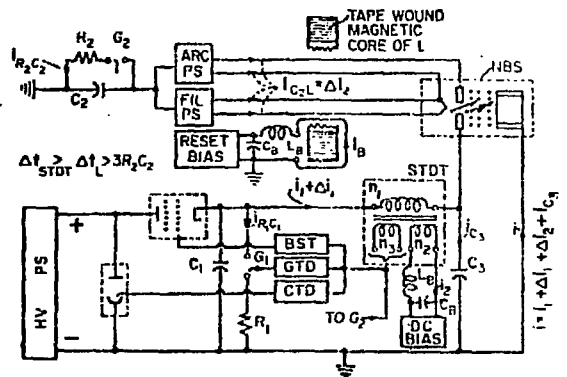 TAPE WOUND
MAGNETIC
CORE OF L
R₂ G₂
i_R₂C₂
C₂
ARC
PS
FIL
PS
I_C₂L = ΔI₂
NBS
RESET
BIAS
C_B L_B
I_B
Δt_STDT > Δt_L > 3R₂C₂
STDT
i₁ + Δi₁
n₁
n₃ n₂
i_R₁C₁
i_C₃
C₃
HV PS
+
−
C₁
G₁
R₁
BST
GTD
CTD
TO G₂
L_B
C_B
DC
BIAS
i
i = I₁ + ΔI₁ + ΔI₂ + I_C₃